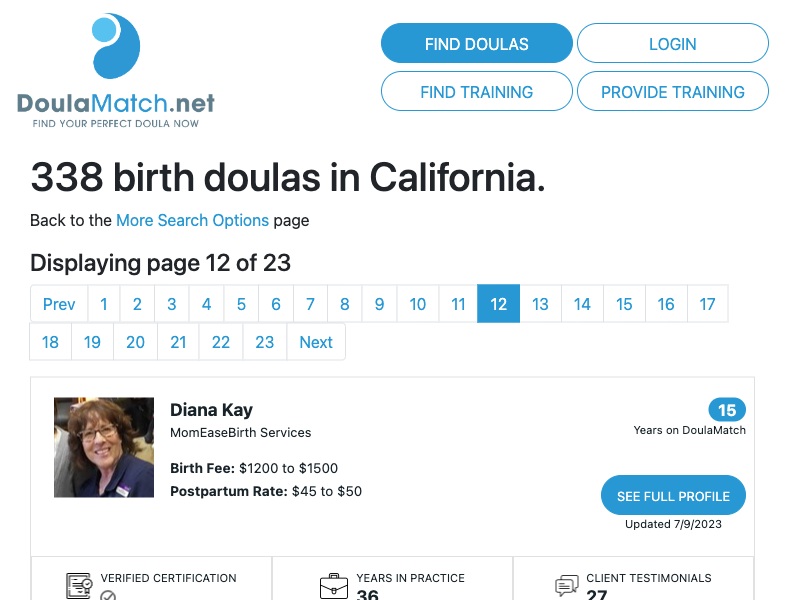 DoulaMatch.net
FIND YOUR PERFECT DOULA NOW
FIND DOULAS
LOGIN
FIND TRAINING
PROVIDE TRAINING
338 birth doulas in California.
Back to the More Search Options page
Displaying page 12 of 23
Prev 1 2 3 4 5 6 7 8 9 10 11 12 13 14 15 16 17
18 19 20 21 22 23 Next
Diana Kay
MomEaseBirth Services
Birth Fee: $1200 to $1500
Postpartum Rate: $45 to $50
15
Years on DoulaMatch
SEE FULL PROFILE
Updated 7/9/2023
VERIFIED CERTIFICATION
YEARS IN PRACTICE
36
CLIENT TESTIMONIALS
27